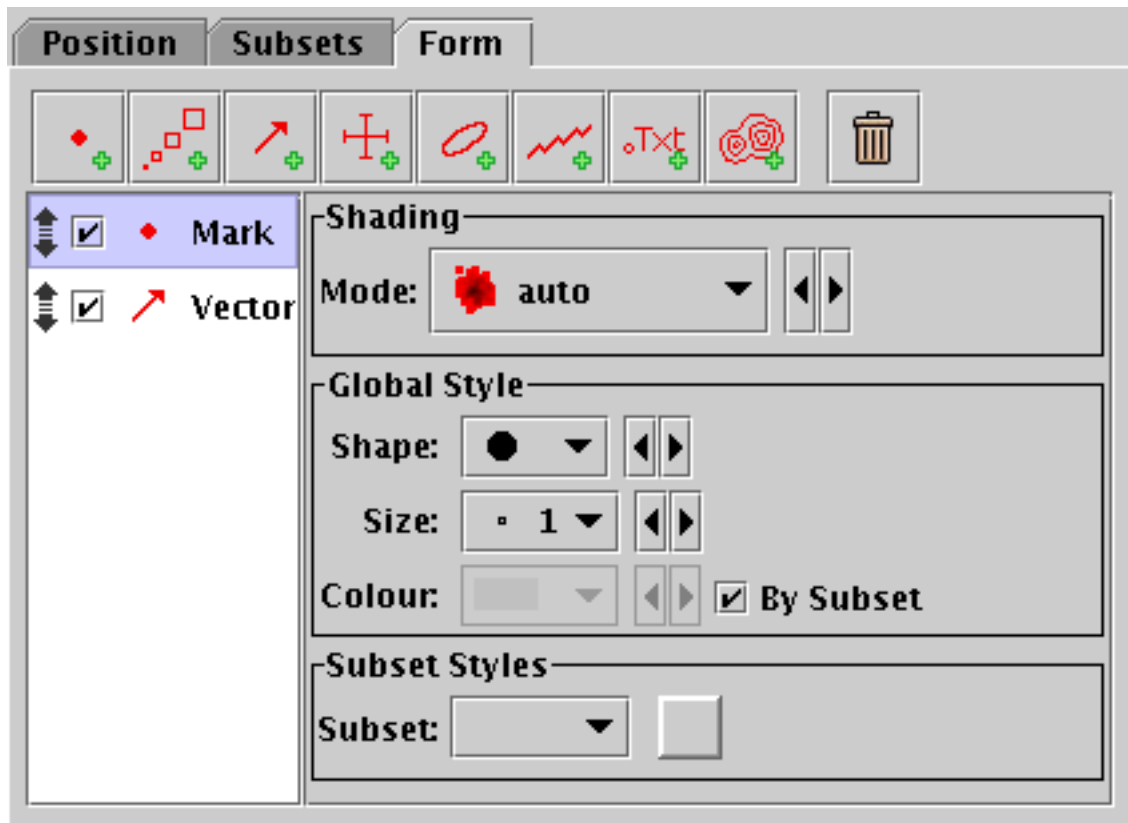 Position Subsets Form
Txt
Mark
Vector
Shading
Mode: auto
Global Style
Shape:
Size: 1
Colour: By Subset
Subset Styles
Subset: